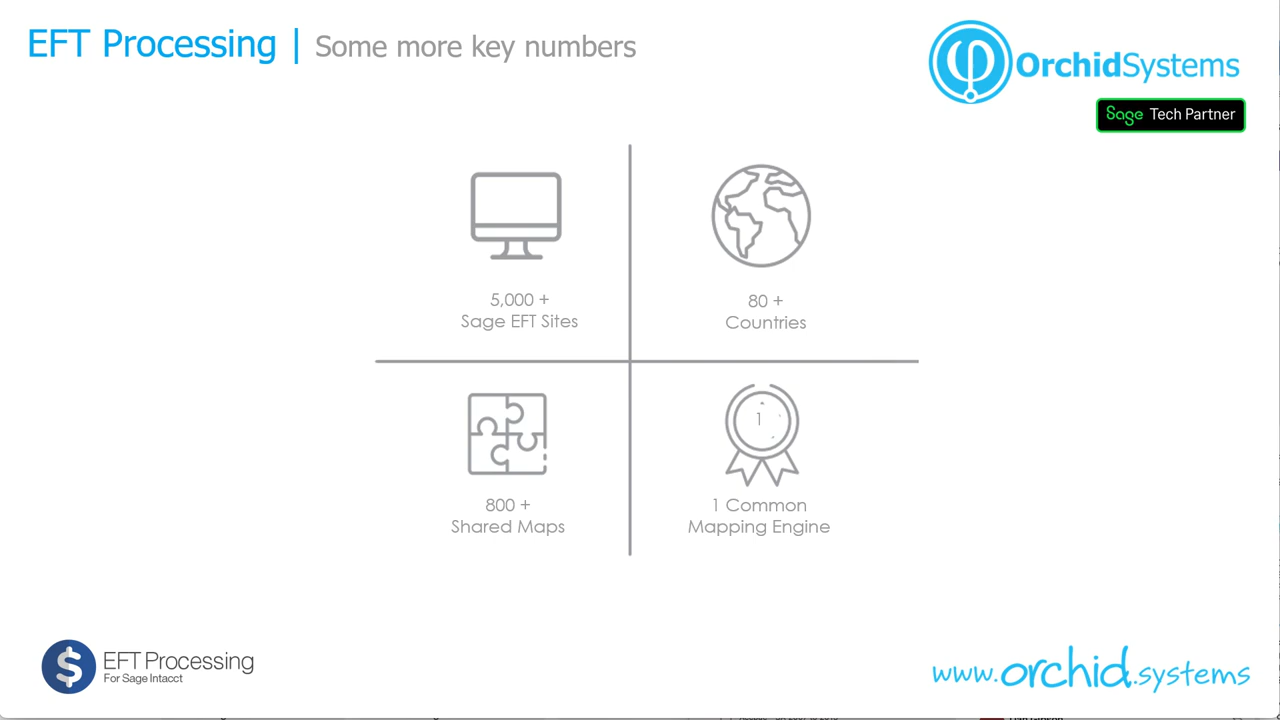 EFT Processing | Some more key numbers
OrchidSystems
Sage Tech Partner
5,000 +
Sage EFT Sites
80 +
Countries
800 +
Shared Maps
1
1 Common
Mapping Engine
EFT Processing
For Sage Intacct
www.orchid.systems